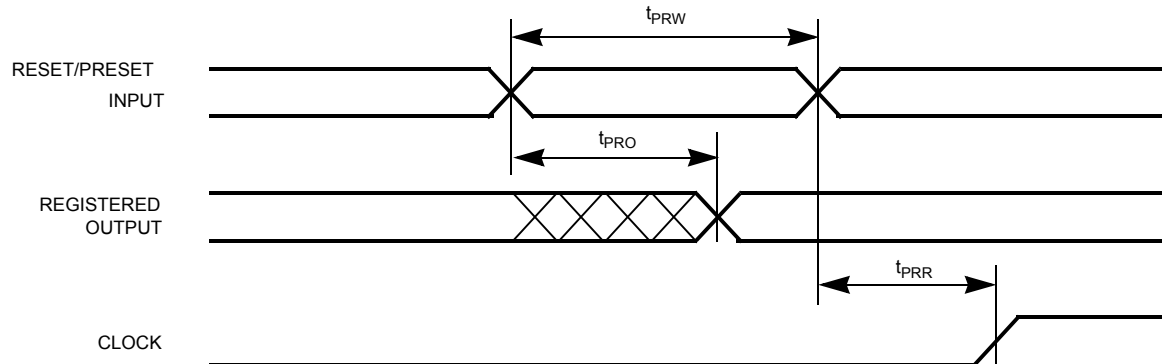 tPRW
RESET/PRESET
INPUT
tPRO
REGISTERED
OUTPUT
tPRR
CLOCK